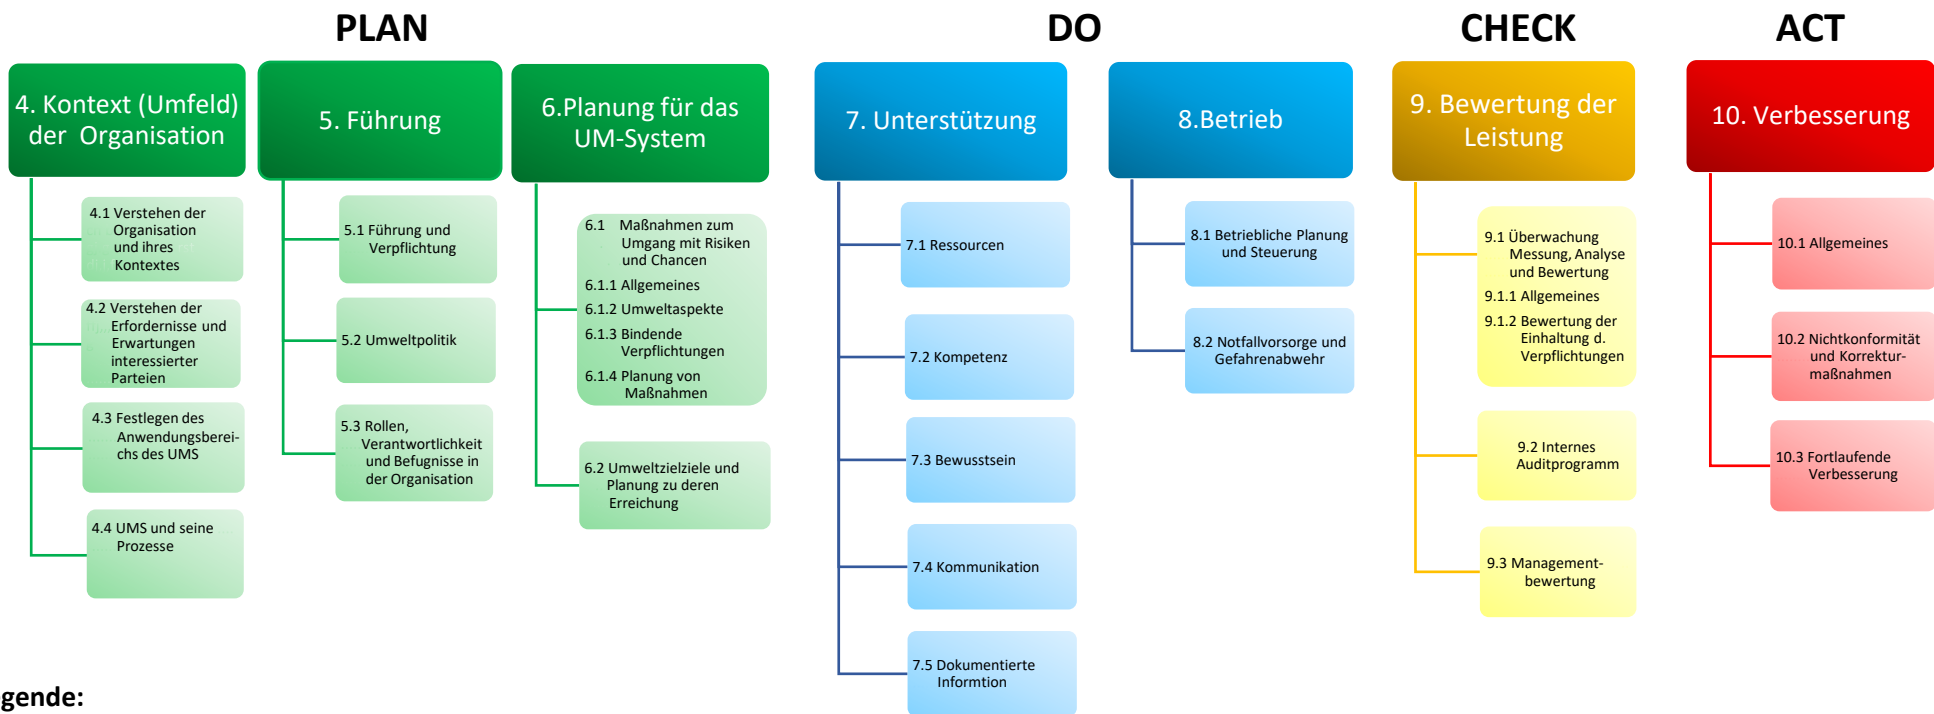 PLAN
DO
CHECK
ACT
4. Kontext (Umfeld)
der Organisation
4.1 Verstehen der
Organisation
und ihres
Kontextes
4.2 Verstehen der
Erfordernisse und
Erwartungen
interessierter
Parteien
4.3 Festlegen des
Anwendungsberei-
chs des UMS
4.4 UMS und seine
Prozesse
5. Führung
5.1 Führung und
Verpflichtung
5.2 Umweltpolitik
5.3 Rollen,
Verantwortlichkeit
und Befugnisse in
der Organisation
6.Planung für das
UM-System
6.1 Maßnahmen zum
Umgang mit Risiken
und Chancen
6.1.1 Allgemeines
6.1.2 Umweltaspekte
6.1.3 Bindende
Verpflichtungen
6.1.4 Planung von
Maßnahmen
6.2 Umweltzielziele und
Planung zu deren
Erreichung
7. Unterstützung
7.1 Ressourcen
7.2 Kompetenz
7.3 Bewusstsein
7.4 Kommunikation
7.5 Dokumentierte
Informtion
8.Betrieb
8.1 Betriebliche Planung
und Steuerung
8.2 Notfallvorsorge und
Gefahrenabwehr
9. Bewertung der
Leistung
9.1 Überwachung
Messung, Analyse
und Bewertung
9.1.1 Allgemeines
9.1.2 Bewertung der
Einhaltung d.
Verpflichtungen
9.2 Internes
Auditprogramm
9.3 Management-
bewertung
10. Verbesserung
10.1 Allgemeines
10.2 Nichtkonformität
und Korrektur-
maßnahmen
10.3 Fortlaufende
Verbesserung
gende: